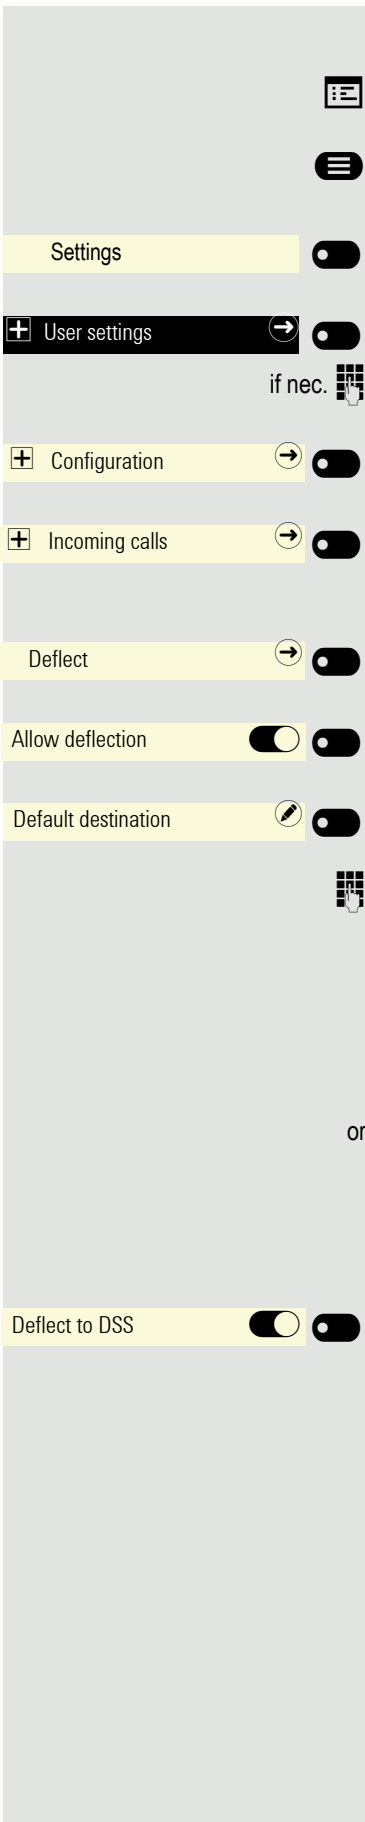 Settings
User settings
if nec.
Configuration
Incoming calls
Deflect
Allow deflection
Default destination
or
Deflect to DSS